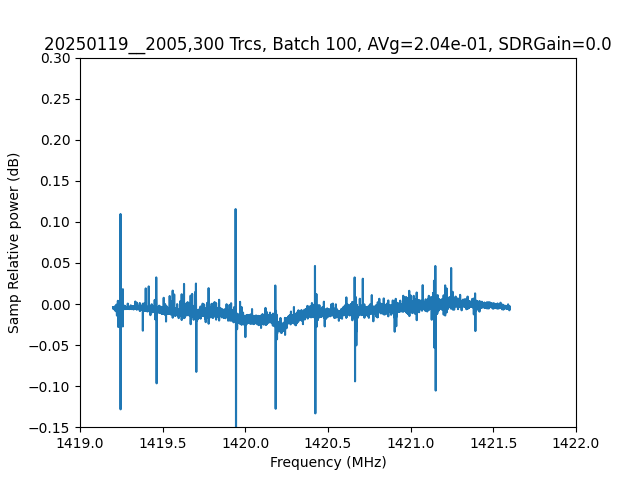 20250119__2005,300 Trcs, Batch 100, AVg=2.04e-01, SDRGain=0.0
0.30
0.25
0.20
0.15
0.10
0.05
0.00
−0.05
−0.10
−0.15
Samp Relative power (dB)
1419.0 1419.5 1420.0 1420.5 1421.0 1421.5 1422.0
Frequency (MHz)